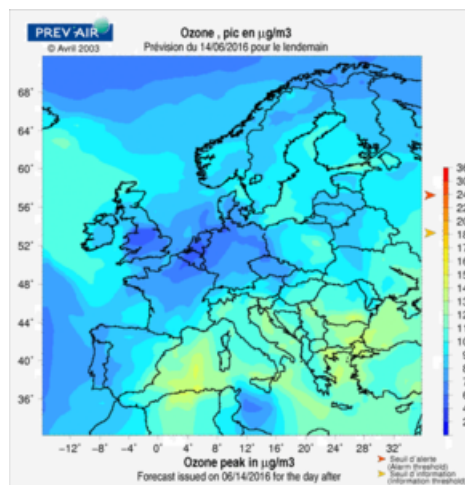 PREV'AIR
© Avril 2003
Ozone , pic en µg/m3
Prévision du 14/06/2016 pour le lendemain
68°
64°
60°
56°
52°
48°
44°
40°
36°
-12° -8° -4° 0° 4° 8° 12° 16° 20° 24° 28° 32°
Ozone peak in µg/m3
Forecast issued on 06/14/2016 for the day after
Seuil d'alerte
(Alarm threshold)
Seuil d'information
(Information threshold